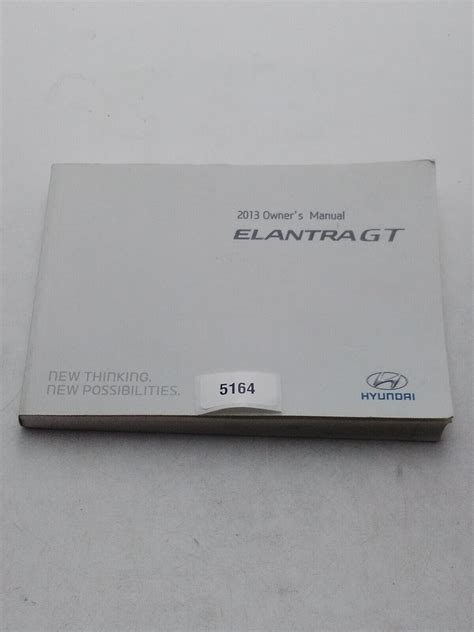 2013 Owner's Manual
ELANTRA GT
NEW THINKING.
NEW POSSIBILITIES.
5164
HYUNDAI